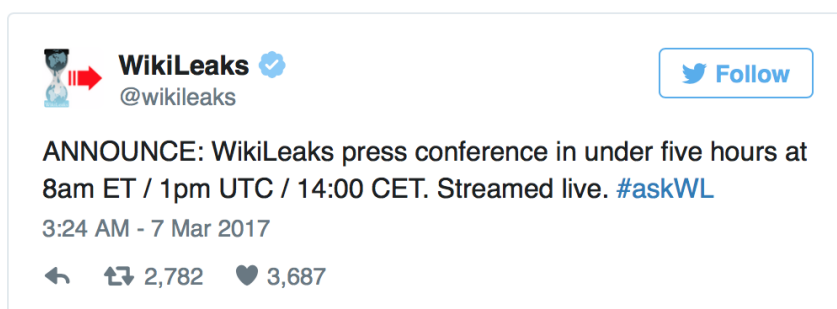 WikiLeaks
@wikileaks
Follow
ANNOUNCE: WikiLeaks press conference in under five hours at
8am ET / 1pm UTC / 14:00 CET. Streamed live. #askWL
3:24 AM - 7 Mar 2017
2,782 3,687